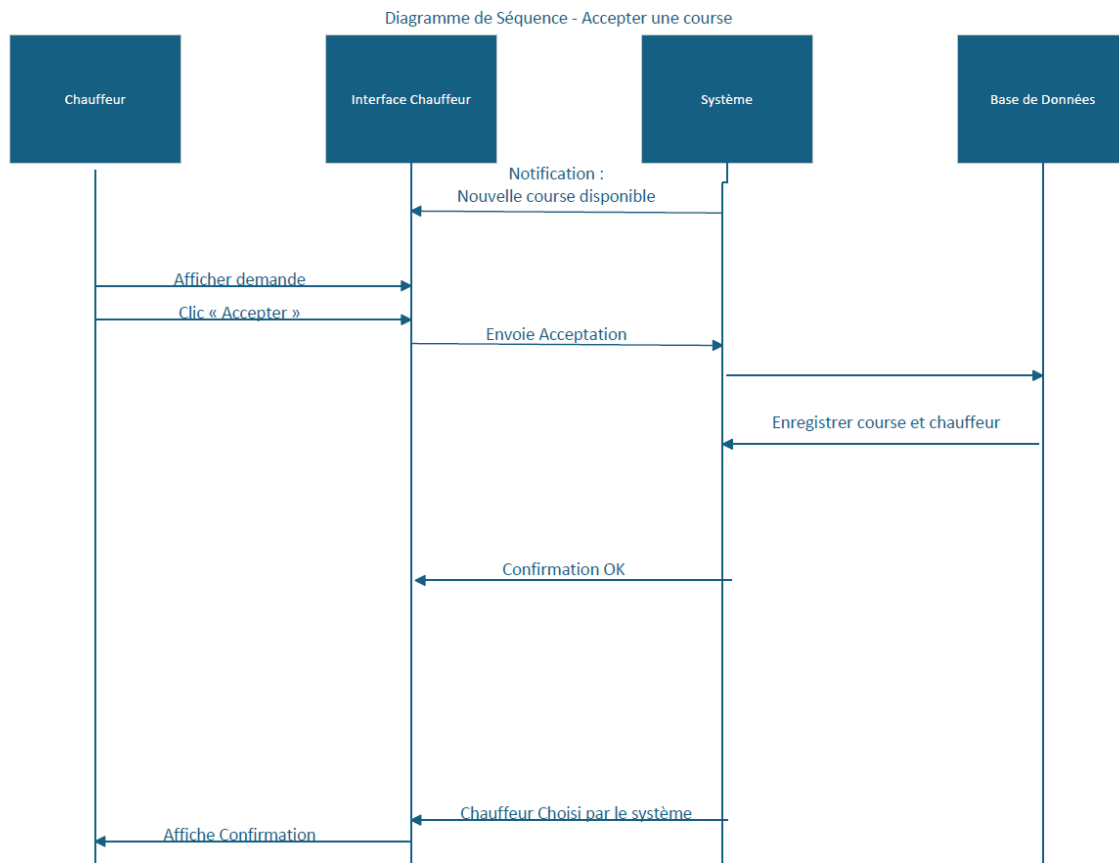 Diagramme de Séquence - Accepter une course
Chauffeur
Interface Chauffeur
Système
Base de Données
Notification :
Nouvelle course disponible
Afficher demande
Clic « Accepter »
Envoie Acceptation
Enregistrer course et chauffeur
Confirmation OK
Chauffeur Choisi par le système
Affiche Confirmation